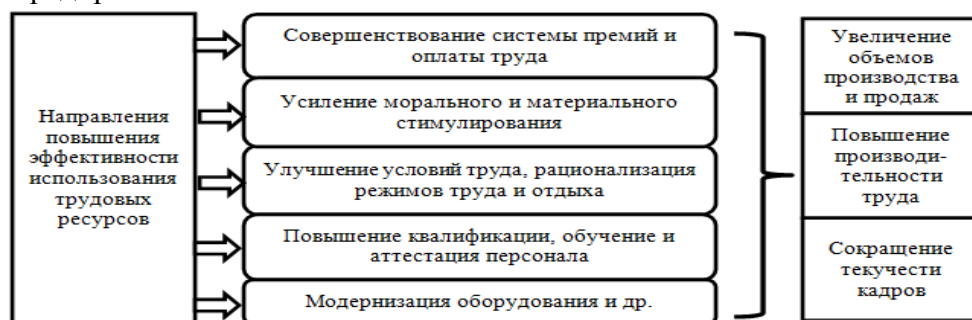 Направления
повышения
эффективности
использования
трудовых
ресурсов
Совершенствование системы премий и
оплаты труда
Усиление морального и материального
стимулирования
Улучшение условий труда, рационализация
режимов труда и отдыха
Повышение квалификации, обучение и
аттестация персонала
Модернизация оборудования и др.
Увеличение
объемов
производства
и продаж
Повышение
производи-
тельности
труда
Сокращение
текучести
кадров